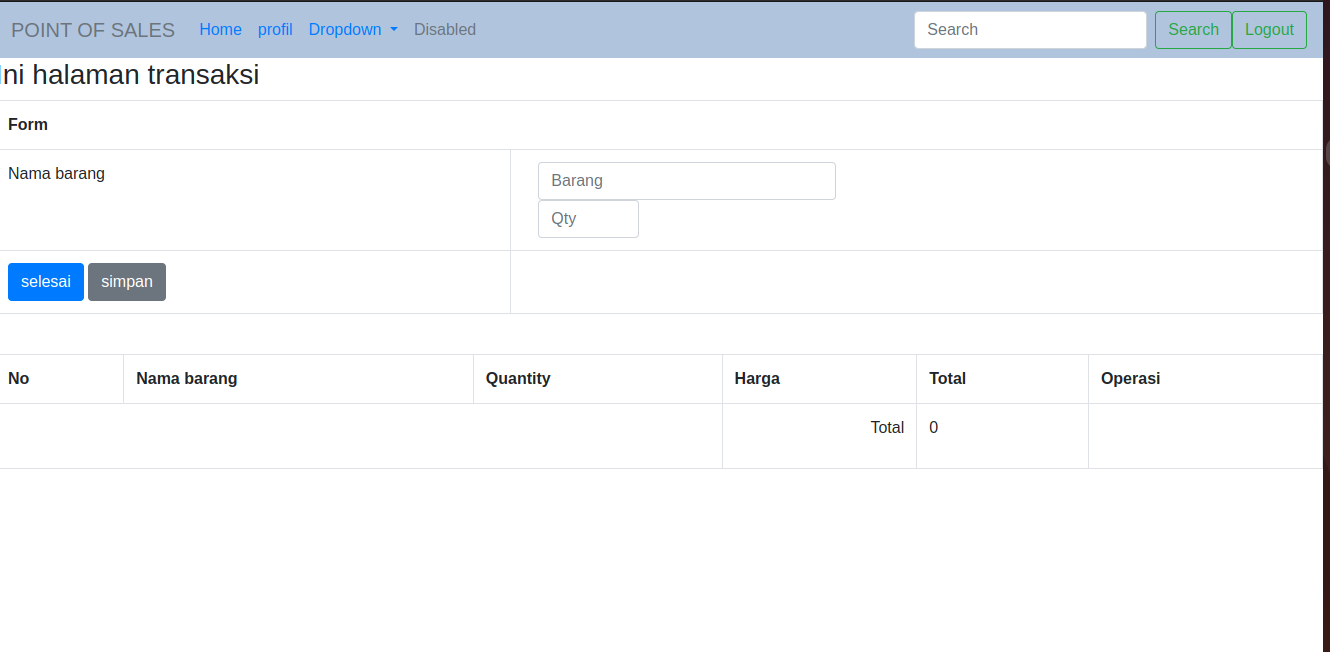 POINT OF SALES Home profil Dropdown Disabled Search Search Logout
Ini halaman transaksi
Form
Nama barang Barang
Qty
selesai simpan
No Nama barang Quantity Harga Total Operasi
Total 0